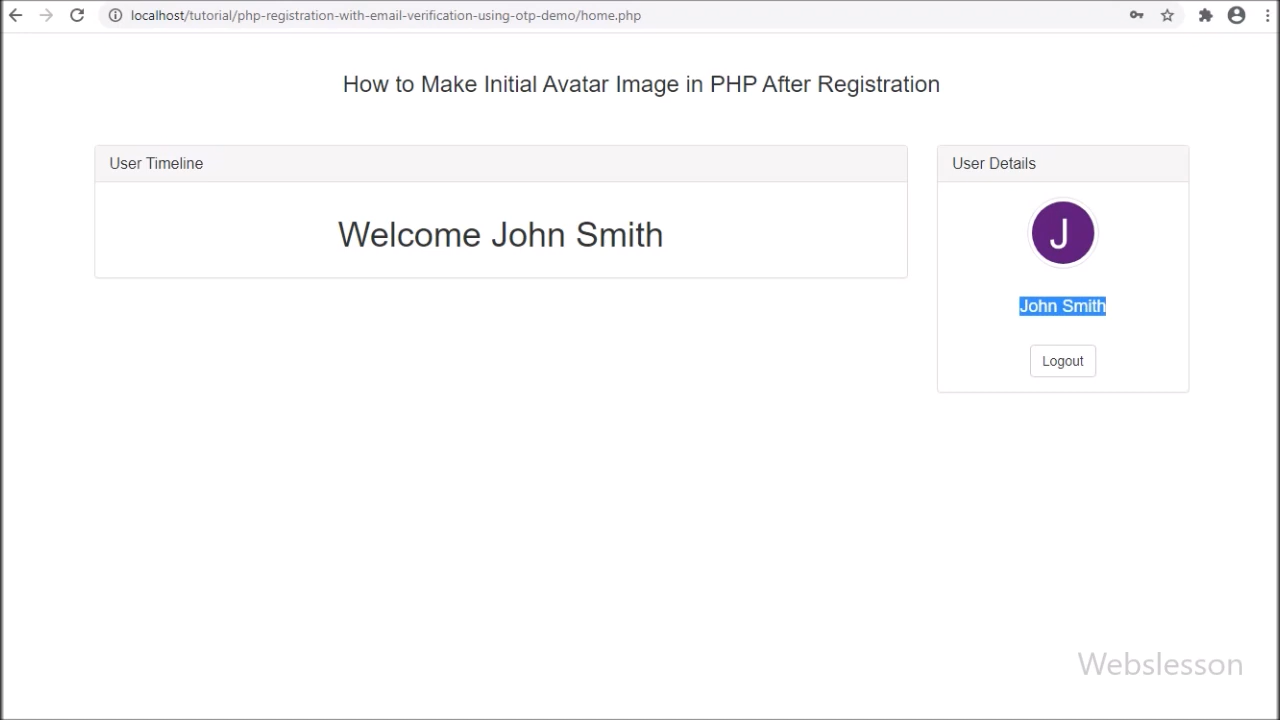 localhost/tutorial/php-registration-with-email-verification-using-otp-demo/home.php
How to Make Initial Avatar Image in PHP After Registration
User Timeline
Welcome John Smith
User Details
J
John Smith
Logout
Webslesson